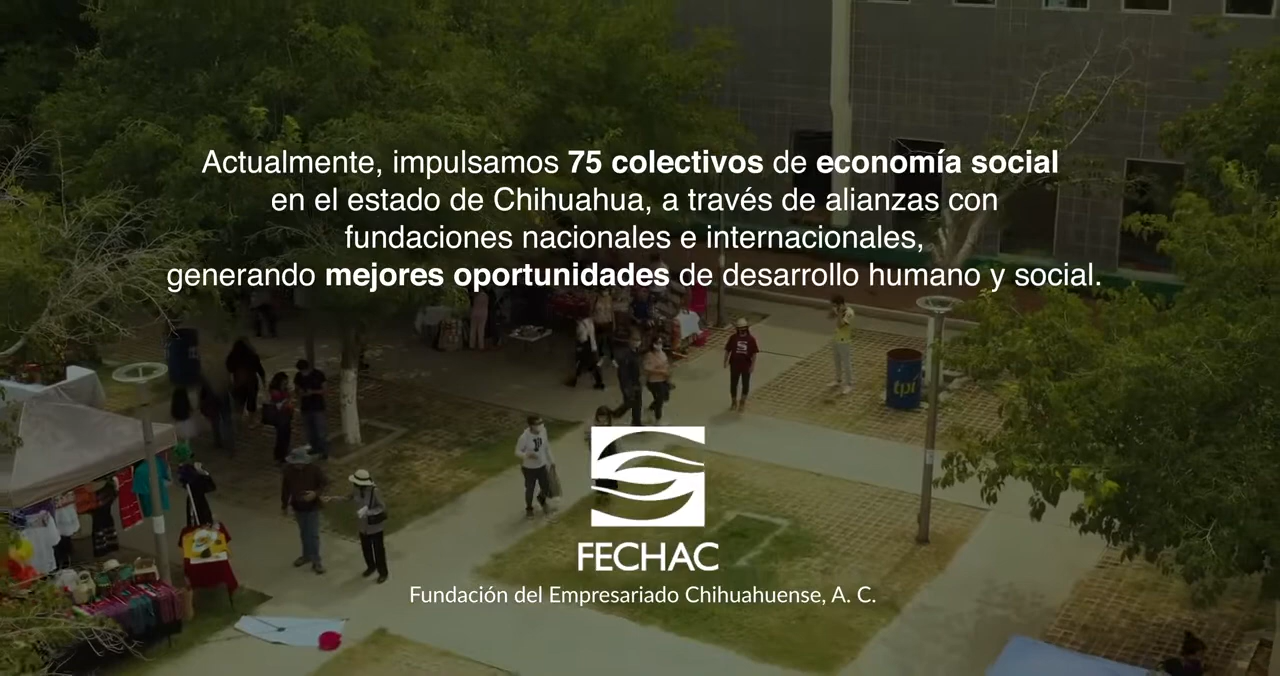 Actualmente, impulsamos 75 colectivos de economía social
en el estado de Chihuahua, a través de alianzas con
fundaciones nacionales e internacionales,
generando mejores oportunidades de desarrollo humano y social.
tpi
FECHAC
Fundación del Empresariado Chihuahuense, A. C.